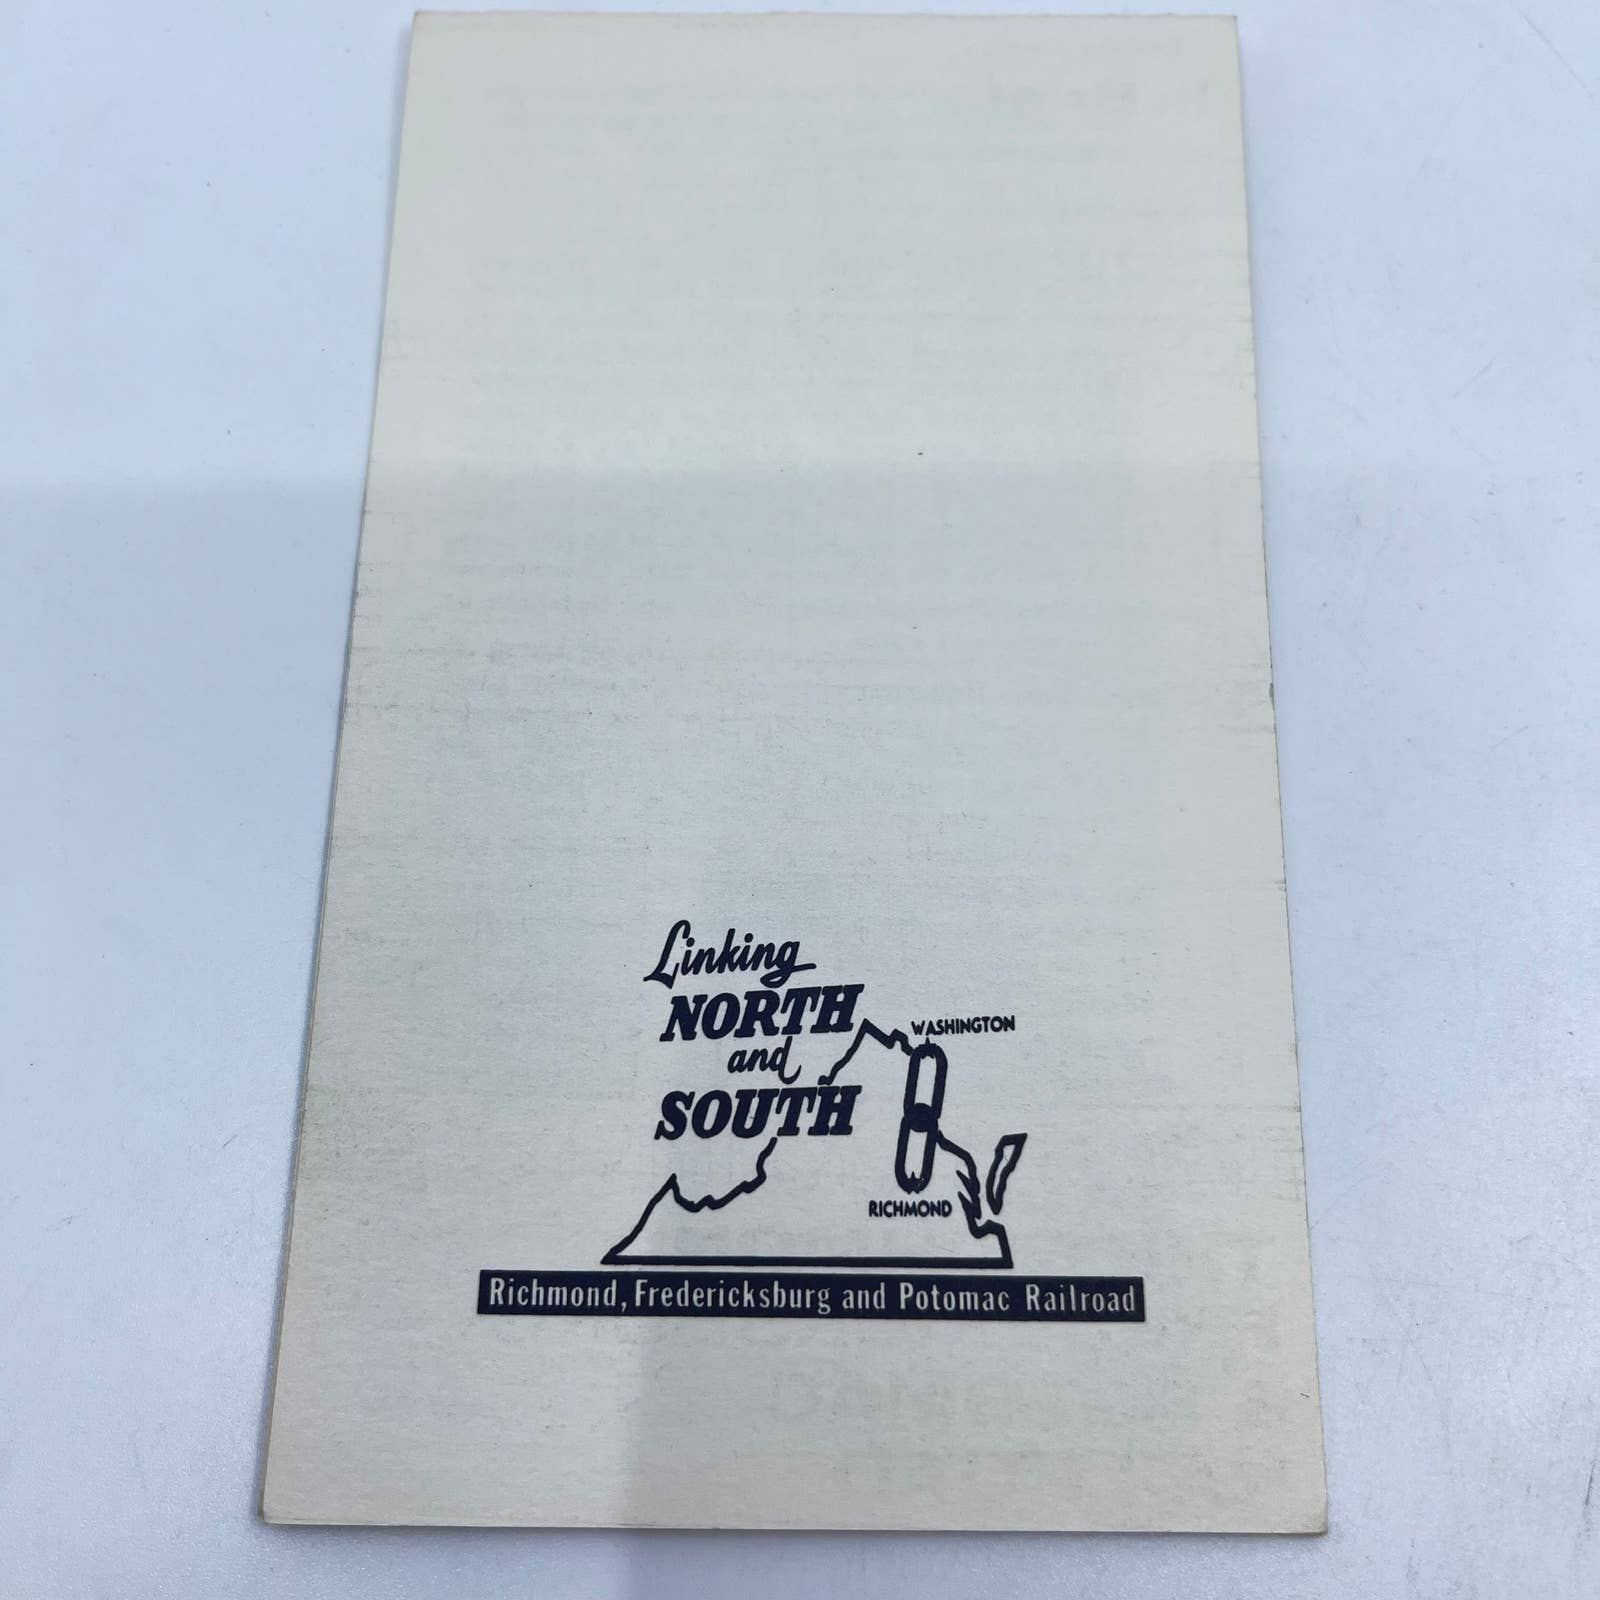 Linking
NORTH
and
SOUTH
WASHINGTON
RICHMOND
Richmond, Fredericksburg and Potomac Railroad